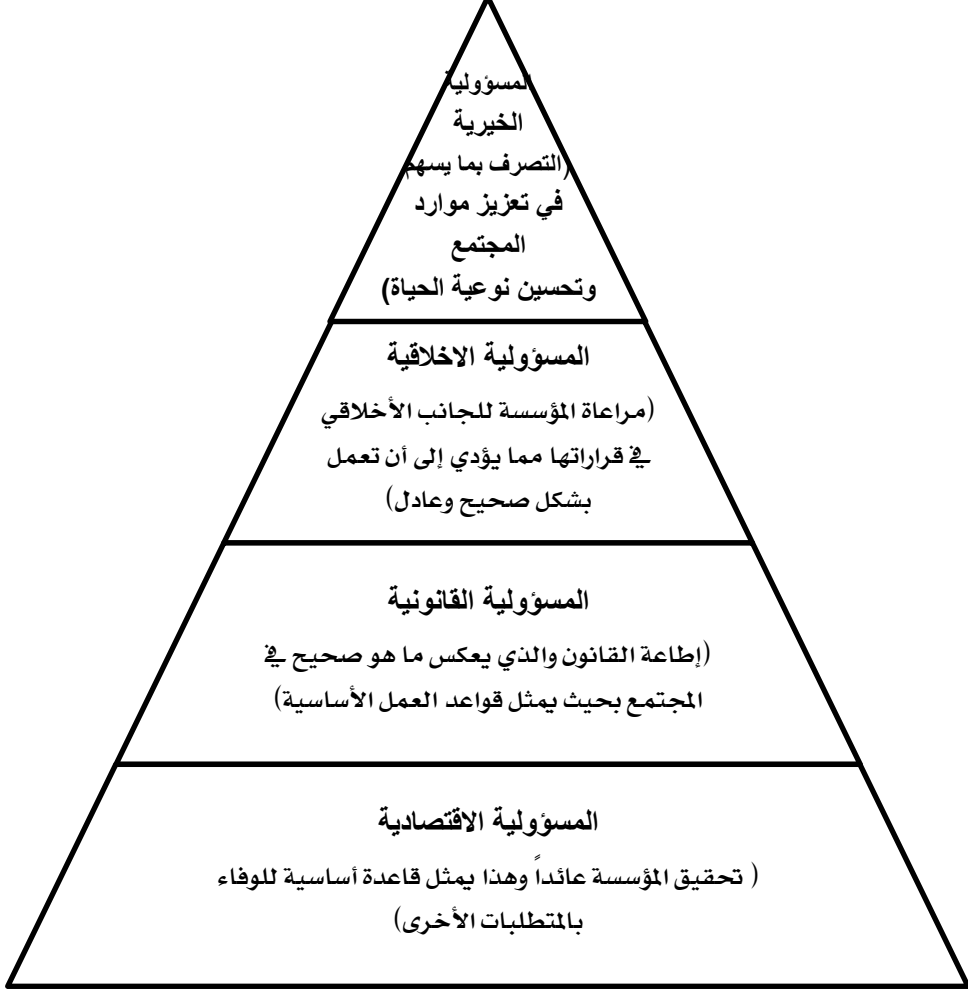 المسؤولية
الخيرية
(التصرف بما يسهم
في تعزيز موارد
المجتمع
وتحسين نوعية الحياة)
المسؤولية الاخلاقية
(مراعاة المؤسسة للجانب الأخلاقي
في قراراتها مما يؤدي إلى أن تعمل
بشكل صحيح وعادل)
المسؤولية القانونية
(إطاعة القانون والذي يعكس ما هو صحيح في
المجتمع بحيث يمثل قواعد العمل الأساسية)
المسؤولية الاقتصادية
( تحقيق المؤسسة عائداً وهذا يمثل قاعدة أساسية للوفاء
بالمتطلبات الأخرى)